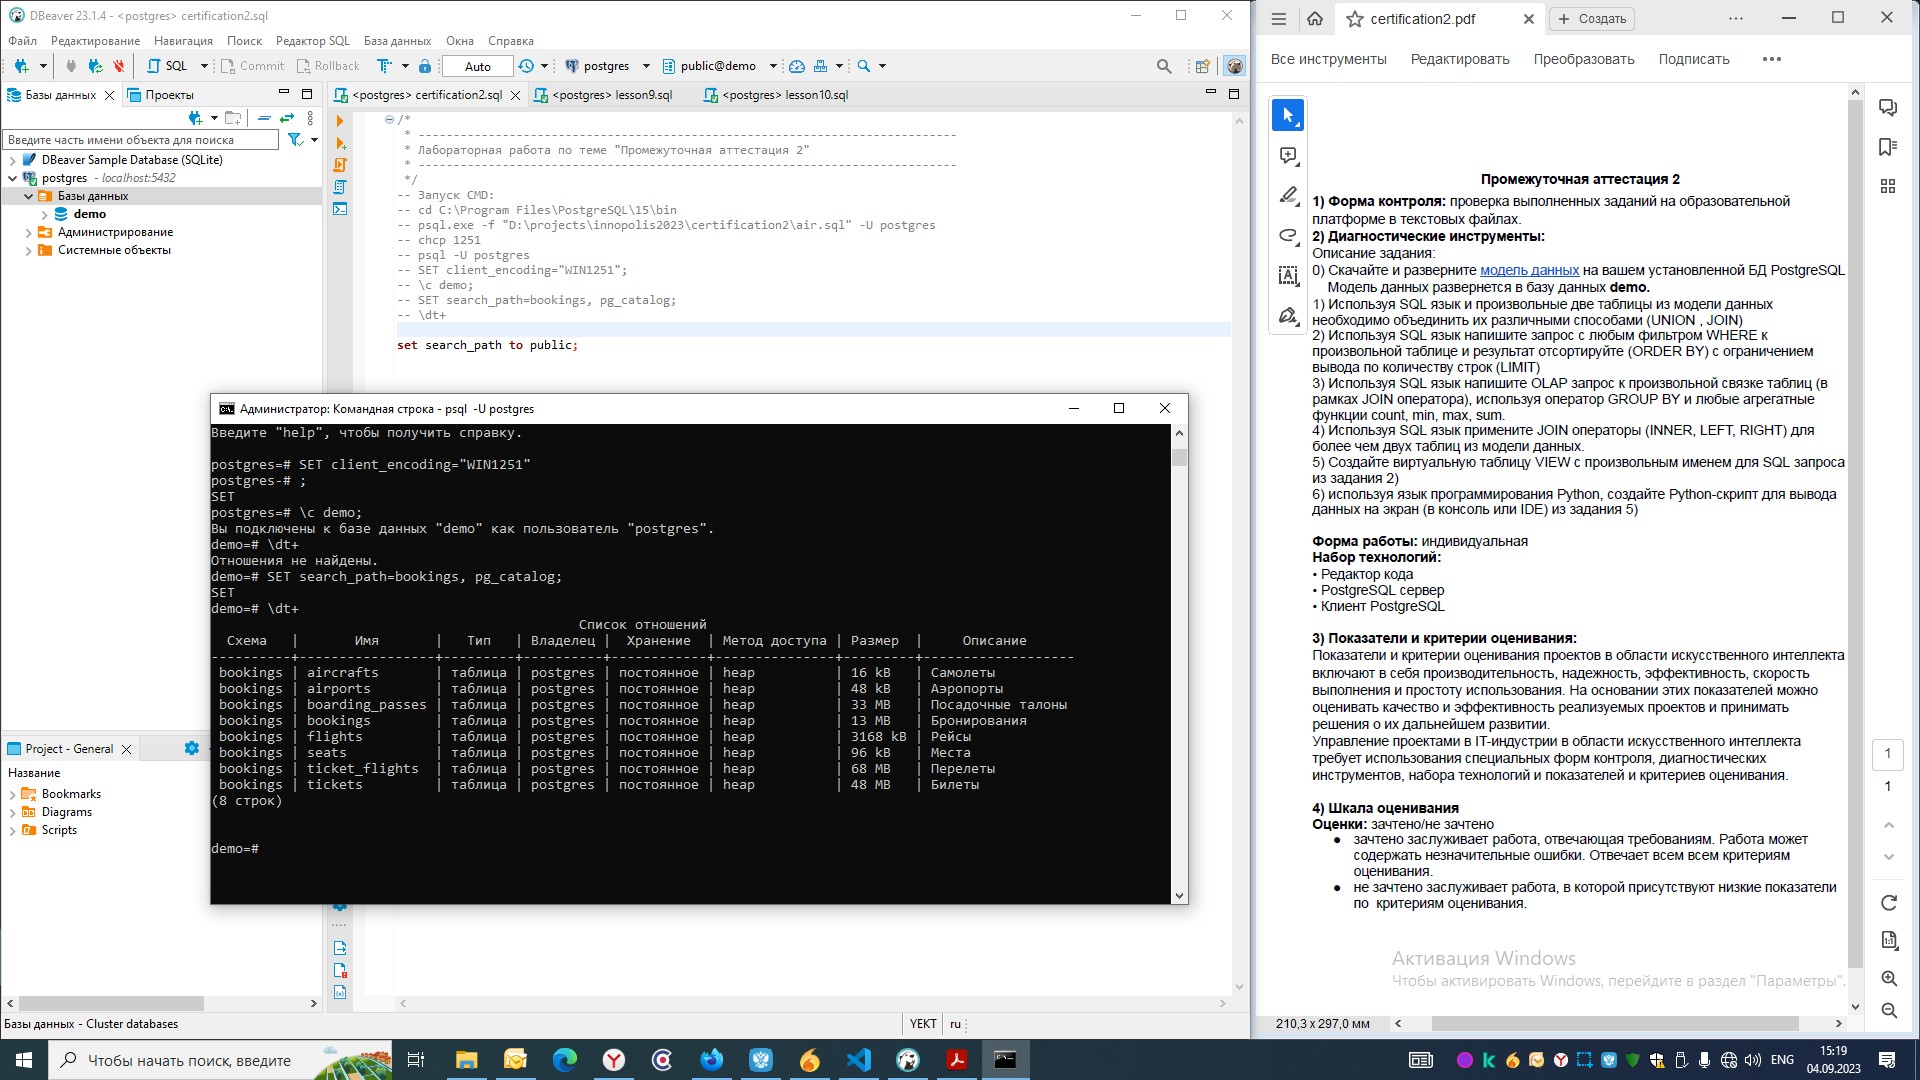 DBeaver 23.1.4 - <postgres> certification2.sql
Файл Редактирование Навигация Поиск Редактор SQL База данных Окна Справка
SQL Commit Rollback Auto postgres public@demo
Базы данных Проекты
Введите часть имени объекта для поиска
DBeaver Sample Database (SQLite)
postgres - localhost:5432
Базы данных
demo
Администрирование
Системные объекты
Project - General
Название
Bookmarks
Diagrams
Scripts
Базы данных - Cluster databases
YEKT ru
<postgres> certification2.sql <postgres> lesson9.sql <postgres> lesson10.sql
/*
* --------------------------------------------------------------------
* Лабораторная работа по теме "Промежуточная аттестация 2"
* --------------------------------------------------------------------
*/
-- Запуск CMD:
-- cd C:\Program Files\PostgreSQL\15\bin
-- psql.exe -f "D:\projects\innopolis2023\certification2\air.sql" -U postgres
-- chcp 1251
-- psql -U postgres
-- SET client_encoding="WIN1251";
-- \c demo;
-- SET search_path=bookings, pg_catalog;
-- \dt+
set search_path to public;
Администратор: Командная строка - psql -U postgres
Введите "help", чтобы получить справку.
postgres=# SET client_encoding="WIN1251"
postgres-# ;
SET
postgres=# \c demo;
Вы подключены к базе данных "demo" как пользователь "postgres".
demo=# \dt+
Отношения не найдены.
demo=# SET search_path=bookings, pg_catalog;
SET
demo=# \dt+
Список отношений
Схема | Имя | Тип | Владелец | Хранение | Метод доступа | Размер | Описание
----------+-----------------+---------+----------+------------+---------------+---------+-------------------
bookings | aircrafts | таблица | postgres | постоянное | heap | 16 kB | Самолеты
bookings | airports | таблица | postgres | постоянное | heap | 48 kB | Аэропорты
bookings | boarding_passes | таблица | postgres | постоянное | heap | 33 MB | Посадочные талоны
bookings | bookings | таблица | postgres | постоянное | heap | 13 MB | Бронирования
bookings | flights | таблица | postgres | постоянное | heap | 3168 kB | Рейсы
bookings | seats | таблица | postgres | постоянное | heap | 96 kB | Места
bookings | ticket_flights | таблица | postgres | постоянное | heap | 68 MB | Перелеты
bookings | tickets | таблица | postgres | постоянное | heap | 48 MB | Билеты
(8 строк)
demo=#
certification2.pdf Создать
Все инструменты Редактировать Преобразовать Подписать
Промежуточная аттестация 2
1) Форма контроля: проверка выполненных заданий на образовательной
платформе в текстовых файлах.
2) Диагностические инструменты:
Описание задания:
0) Скачайте и разверните модель данных на вашем установленной БД PostgreSQL
Модель данных развернется в базу данных demo.
1) Используя SQL язык и произвольные две таблицы из модели данных
необходимо объединить их различными способами (UNION , JOIN)
2) Используя SQL язык напишите запрос с любым фильтром WHERE к
произвольной таблице и результат отсортируйте (ORDER BY) с ограничением
вывода по количеству строк (LIMIT)
3) Используя SQL язык напишите OLAP запрос к произвольной связке таблиц (в
рамках JOIN оператора), используя оператор GROUP BY и любые агрегатные
функции count, min, max, sum.
4) Используя SQL язык примените JOIN операторы (INNER, LEFT, RIGHT) для
более чем двух таблиц из модели данных.
5) Создайте виртуальную таблицу VIEW с произвольным именем для SQL запроса
из задания 2)
6) используя язык программирования Python, создайте Python-скрипт для вывода
данных на экран (в консоль или IDE) из задания 5)
Форма работы: индивидуальная
Набор технологий:
• Редактор кода
• PostgreSQL сервер
• Клиент PostgreSQL
3) Показатели и критерии оценивания:
Показатели и критерии оценивания проектов в области искусственного интеллекта
включают в себя производительность, надежность, эффективность, скорость
выполнения и простоту использования. На основании этих показателей можно
оценивать качество и эффективность реализуемых проектов и принимать
решения о их дальнейшем развитии.
Управление проектами в IT-индустрии в области искусственного интеллекта
требует использования специальных форм контроля, диагностических
инструментов, набора технологий и показателей и критериев оценивания.
4) Шкала оценивания
Оценки: зачтено/не зачтено
● зачтено заслуживает работа, отвечающая требованиям. Работа может
содержать незначительные ошибки. Отвечает всем всем критериям
оценивания.
● не зачтено заслуживает работа, в которой присутствуют низкие показатели
по критериям оценивания.
Активация Windows
Чтобы активировать Windows, перейдите в раздел "Параметры".
1
1
210,3 x 297,0 мм
Чтобы начать поиск, введите
ENG
15:19
04.09.2023